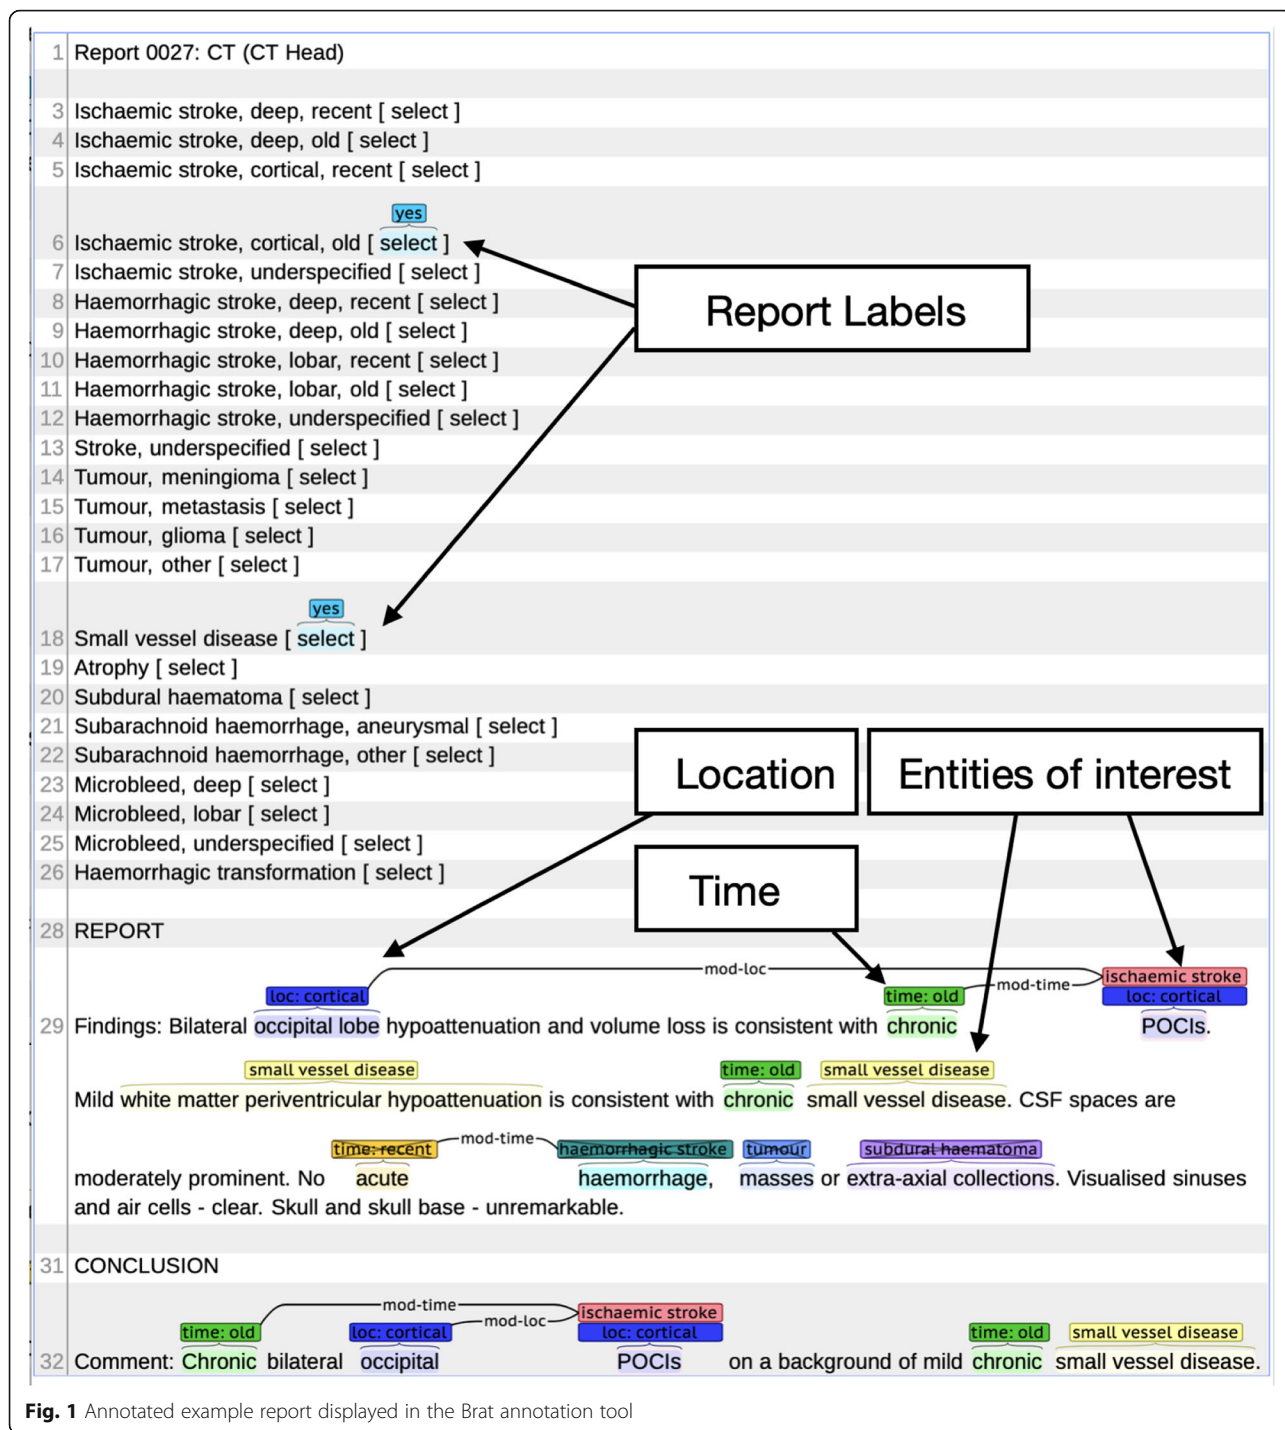 1 Report 0027: CT (CT Head)
3 Ischaemic stroke, deep, recent [ select ]
4 Ischaemic stroke, deep, old [ select ]
5 Ischaemic stroke, cortical, recent [ select ]
yes
6 Ischaemic stroke, cortical, old [ select ]
7 Ischaemic stroke, underspecified [ select ]
Report Labels
8 Haemorrhagic stroke, deep, recent [ select ]
9 Haemorrhagic stroke, deep, old [ select ]
10 Haemorrhagic stroke, lobar, recent [ select ]
11 Haemorrhagic stroke, lobar, old [ select ]
12 Haemorrhagic stroke, underspecified [ select ]
13 Stroke, underspecified [ select ]
14 Tumour, meningioma [ select ]
15 Tumour, metastasis [ select ]
16 Tumour, glioma [ select ]
17 Tumour, other [ select ]
yes
18 Small vessel disease [ select ]
19 Atrophy [ select ]
20 Subdural haematoma [ select ]
21 Subarachnoid haemorrhage, aneurysmal [ select ]
22 Subarachnoid haemorrhage, other [ select ]
Location Entities of interest
23 Microbleed, deep [ select ]
24 Microbleed, lobar [ select ]
25 Microbleed, underspecified [ select ]
26 Haemorrhagic transformation [ select ]
Time
28 REPORT
mod-loc ischaemic stroke
loc: cortical time: old mod-time loc: cortical
29 Findings: Bilateral occipital lobe hypoattenuation and volume loss is consistent with chronic POCIs.
small vessel disease time: old small vessel disease
Mild white matter periventricular hypoattenuation is consistent with chronic small vessel disease. CSF spaces are
time: recent mod-time haemorrhagic stroke tumour subdural haematoma
moderately prominent. No acute haemorrhage, masses or extra-axial collections. Visualised sinuses
and air cells - clear. Skull and skull base - unremarkable.
31 CONCLUSION
mod-time ischaemic stroke
time: old loc: cortical mod-loc loc: cortical time: old small vessel disease
32 Comment: Chronic bilateral occipital POCIs on a background of mild chronic small vessel disease.
Fig. 1 Annotated example report displayed in the Brat annotation tool